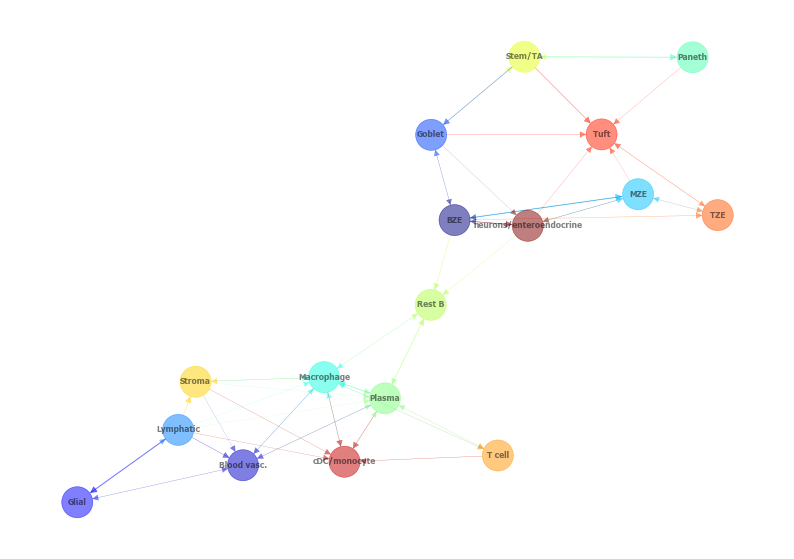 Stem/TA
Paneth
Goblet
Tuft
MZE
BZE
TZE
neurons/enteroendocrine
Rest B
Macrophage
Stroma
Plasma
Lymphatic
T cell
Blood vasc.
cDC/monocyte
Glial